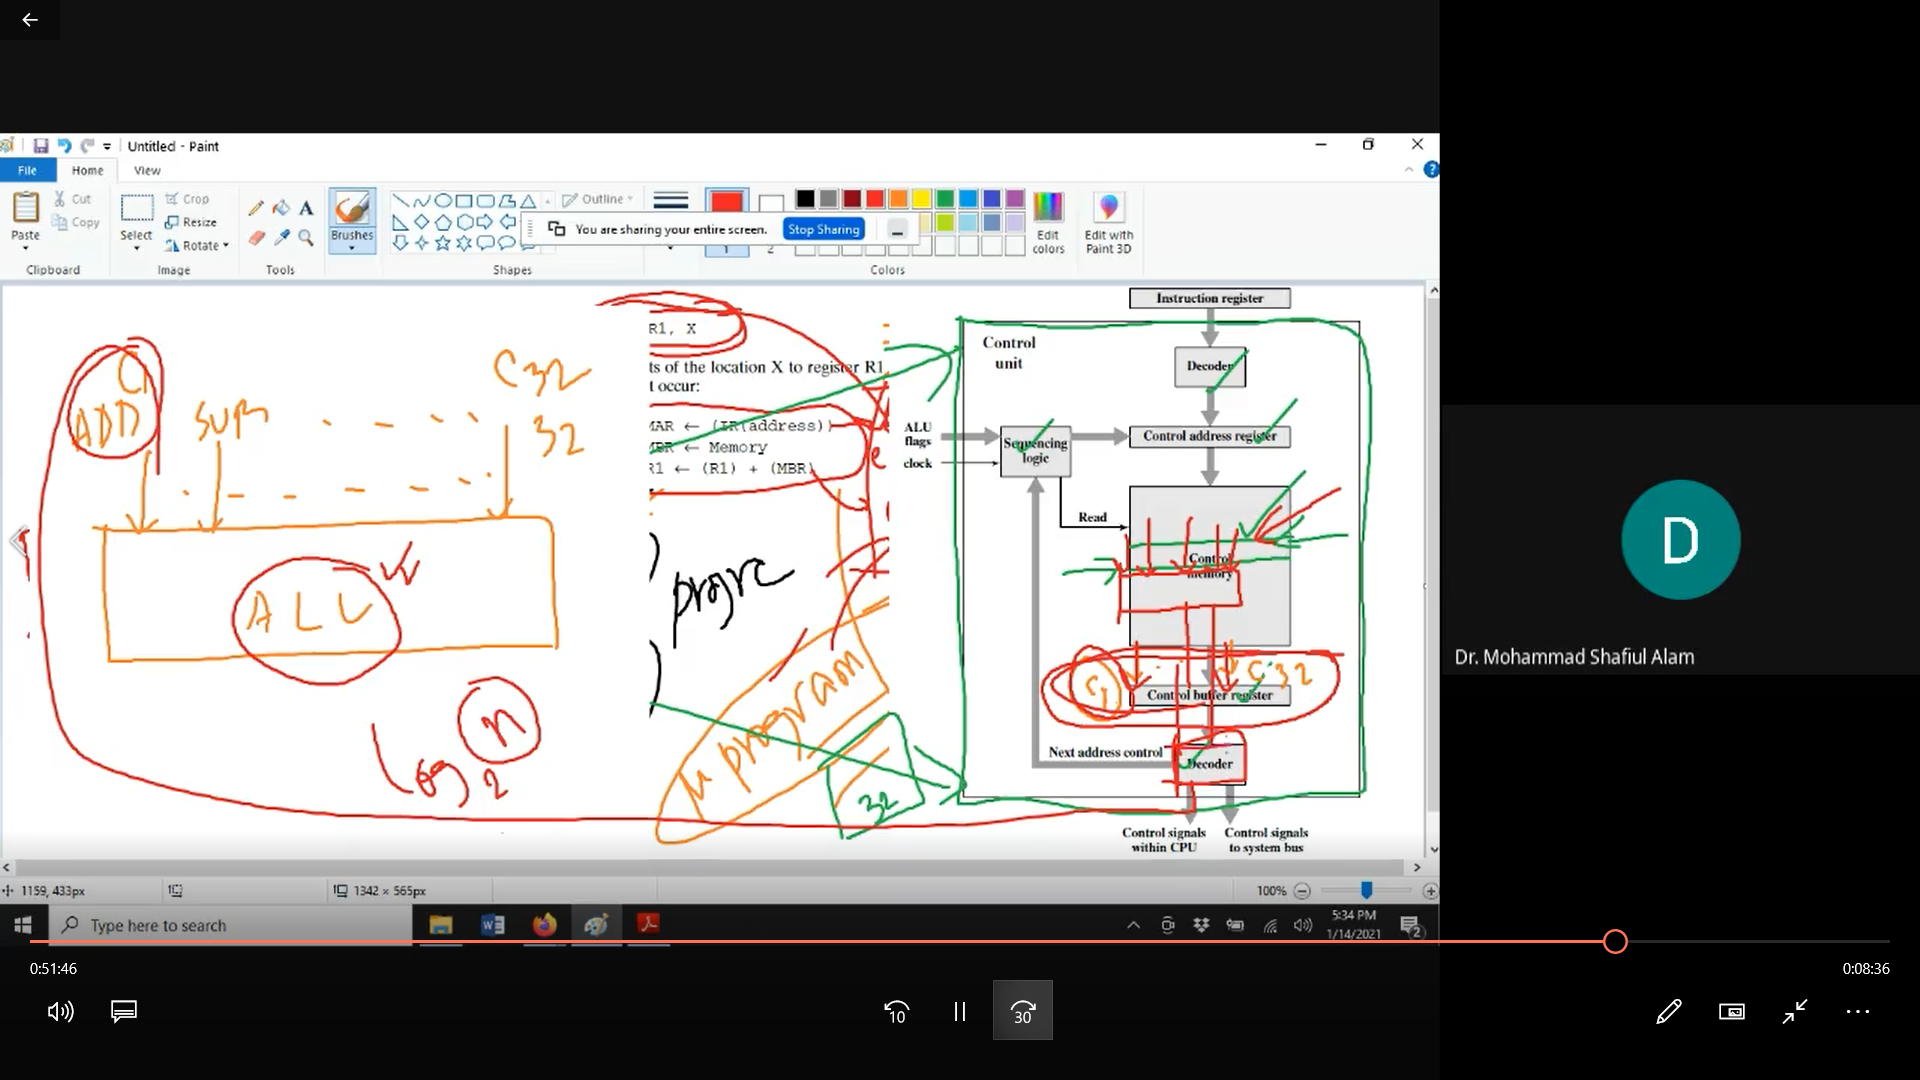 Untitled - Paint
File
Home
View
Cut
Copy
Paste
Clipboard
Crop
Resize
Rotate
Select
Image
Tools
Brushes
Outline
Shapes
You are sharing your entire screen.
Stop Sharing
1
2
Colors
Edit colors
Edit with Paint 3D
C1
ADD
C32
32
ALU
log2 n
R1, X
ts of the location X to register R1
t occur:
MAR ← (IR(address))
MBR ← Memory
R1 ← (R1) + (MBR)
μ program
32
Instruction register
Control
unit
Decoder
ALU
flags
clock
Sequencing
logic
Control address register
Read
Control
memory
C32
Control buffer register
Next address control
Decoder
Control signals
within CPU
Control signals
to system bus
1159, 433px
1342 × 565px
100%
Type here to search
5:34 PM
1/14/2021
2
D
Dr. Mohammad Shafiul Alam
0:51:46
0:08:36
10
30